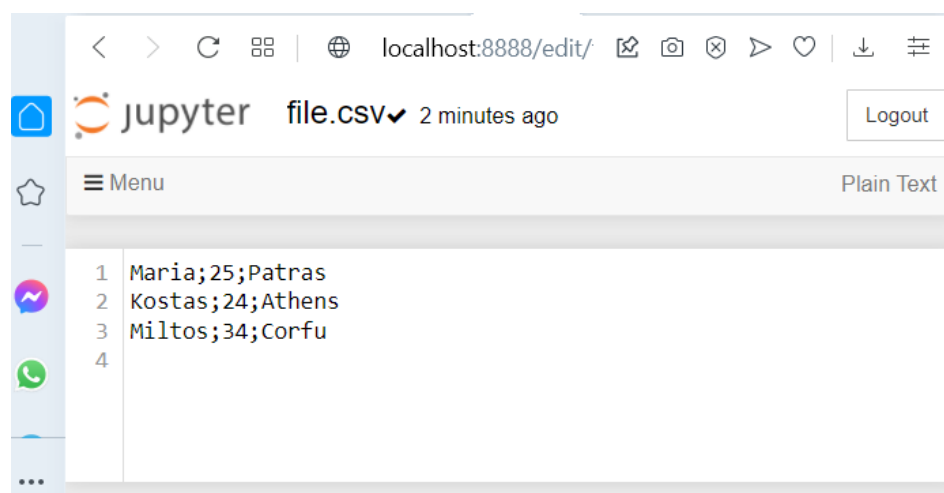 localhost:8888/edit/
jupyter file.csv 2 minutes ago Logout
Menu Plain Text
1 Maria;25;Patras
2 Kostas;24;Athens
3 Miltos;34;Corfu
4